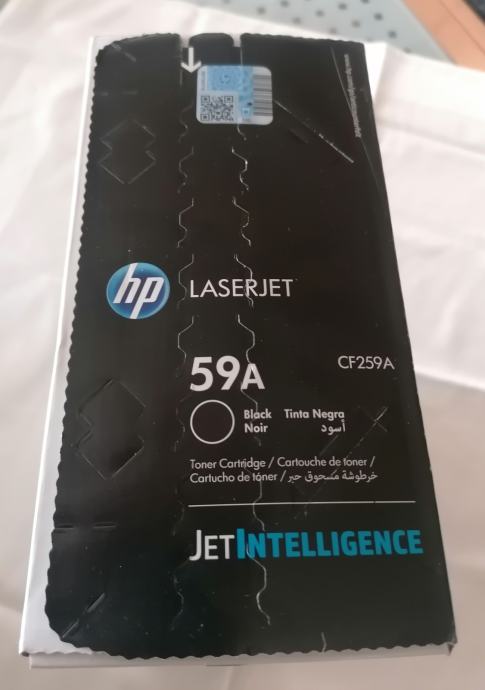 hp
LASERJET
59A
CF259A
Black Tinta Negra
Noir أسود
Toner Cartridge / Cartouche de toner /
Cartucho de tóner / خرطوشة مسحوق حبر
JETINTELLIGENCE